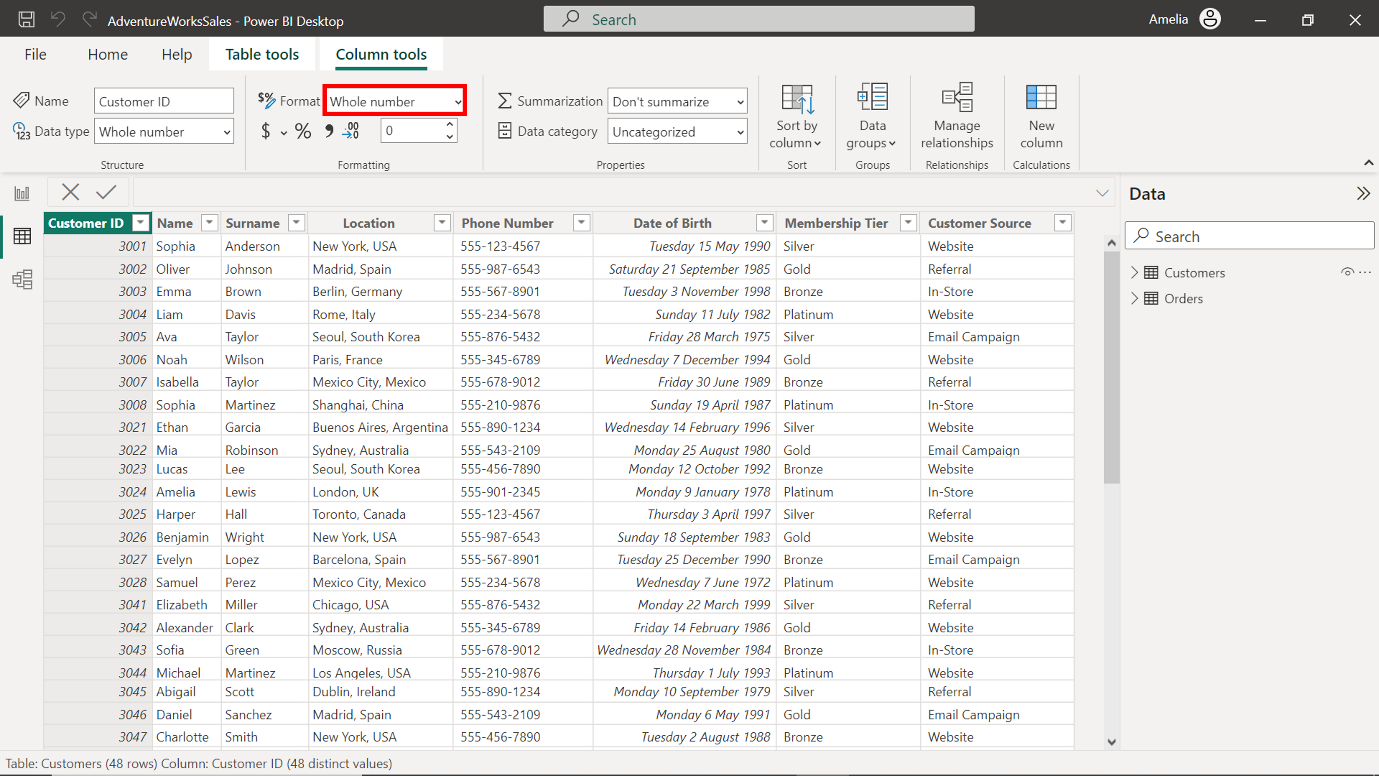 AdventureWorksSales - Power BI Desktop
Search
Amelia
File Home Help Table tools Column tools
Name Customer ID
$% Format Whole number
Summarization Don't summarize
Data type Whole number
$ % 9 .00 0
Data category Uncategorized
Sort by column
Data groups
Manage relationships
New column
Structure Formatting Properties Sort Groups Relationships Calculations
Data
Search
Customers
Orders
Customer ID Name Surname Location Phone Number Date of Birth Membership Tier Customer Source
3001 Sophia Anderson New York, USA 555-123-4567 Tuesday 15 May 1990 Silver Website
3002 Oliver Johnson Madrid, Spain 555-987-6543 Saturday 21 September 1985 Gold Referral
3003 Emma Brown Berlin, Germany 555-567-8901 Tuesday 3 November 1998 Bronze In-Store
3004 Liam Davis Rome, Italy 555-234-5678 Sunday 11 July 1982 Platinum Website
3005 Ava Taylor Seoul, South Korea 555-876-5432 Friday 28 March 1975 Silver Email Campaign
3006 Noah Wilson Paris, France 555-345-6789 Wednesday 7 December 1994 Gold Website
3007 Isabella Taylor Mexico City, Mexico 555-678-9012 Friday 30 June 1989 Bronze Referral
3008 Sophia Martinez Shanghai, China 555-210-9876 Sunday 19 April 1987 Platinum In-Store
3021 Ethan Garcia Buenos Aires, Argentina 555-890-1234 Wednesday 14 February 1996 Silver Website
3022 Mia Robinson Sydney, Australia 555-543-2109 Monday 25 August 1980 Gold Email Campaign
3023 Lucas Lee Seoul, South Korea 555-456-7890 Monday 12 October 1992 Bronze Website
3024 Amelia Lewis London, UK 555-901-2345 Monday 9 January 1978 Platinum In-Store
3025 Harper Hall Toronto, Canada 555-123-4567 Thursday 3 April 1997 Silver Referral
3026 Benjamin Wright New York, USA 555-987-6543 Sunday 18 September 1983 Gold Website
3027 Evelyn Lopez Barcelona, Spain 555-567-8901 Tuesday 25 December 1990 Bronze Email Campaign
3028 Samuel Perez Mexico City, Mexico 555-234-5678 Wednesday 7 June 1972 Platinum Website
3041 Elizabeth Miller Chicago, USA 555-876-5432 Monday 22 March 1999 Silver Referral
3042 Alexander Clark Sydney, Australia 555-345-6789 Friday 14 February 1986 Gold Website
3043 Sofia Green Moscow, Russia 555-678-9012 Wednesday 28 November 1984 Bronze In-Store
3044 Michael Martinez Los Angeles, USA 555-210-9876 Thursday 1 July 1993 Platinum Website
3045 Abigail Scott Dublin, Ireland 555-890-1234 Monday 10 September 1979 Silver Referral
3046 Daniel Sanchez Madrid, Spain 555-543-2109 Monday 6 May 1991 Gold Email Campaign
3047 Charlotte Smith New York, USA 555-456-7890 Tuesday 2 August 1988 Bronze Website
Table: Customers (48 rows) Column: Customer ID (48 distinct values)